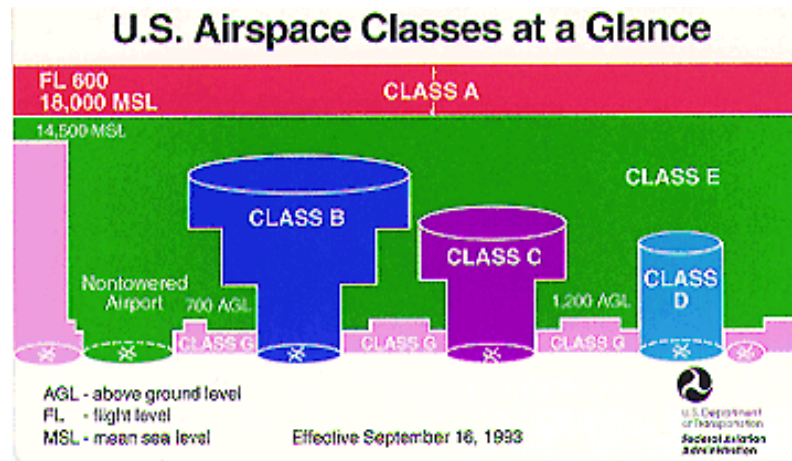 U.S. Airspace Classes at a Glance
FL 600
18,000 MSL
CLASS A
14,500 MSL
CLASS E
CLASS B
CLASS C
CLASS
D
Nontowered
Airport
700 AGL
1,200 AGL
CLASS G
CLASS G
CLASS G
AGL - above ground level
FL - flight level
MSL - mean sea level
Effective September 16, 1993
U.S. Department
of Transportation
Federal Aviation
Administration